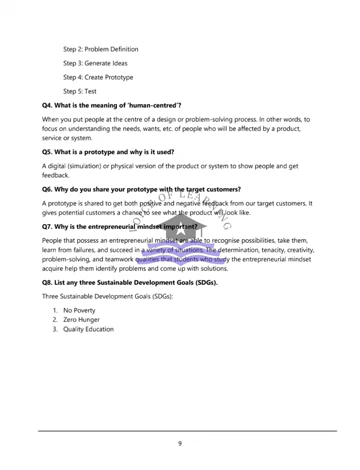 Step 2: Problem Definition
Step 3: Generate Ideas
Step 4: Create Prototype
Step 5: Test
Q4. What is the meaning of 'human-centred'?
When you put people at the centre of a design or problem-solving process. In other words, to
focus on understanding the needs, wants, etc. of people who will be affected by a product,
service or system.
Q5. What is a prototype and why is it used?
A digital (simulation) or physical version of the product or system to show people and get
feedback.
Q6. Why do you share your prototype with the target customers?
A prototype is shared to get both positive and negative feedback from our target customers. It
gives potential customers a chance to see what the product will look like.
Q7. Why is the entrepreneurial mindset important?
People that possess an entrepreneurial mindset are able to recognise possibilities, take them,
learn from failures, and succeed in a variety of situations. The determination, tenacity, creativity,
problem-solving, and teamwork qualities that students who study the entrepreneurial mindset
acquire help them identify problems and come up with solutions.
Q8. List any three Sustainable Development Goals (SDGs).
Three Sustainable Development Goals (SDGs):
1. No Poverty
2. Zero Hunger
3. Quality Education
9